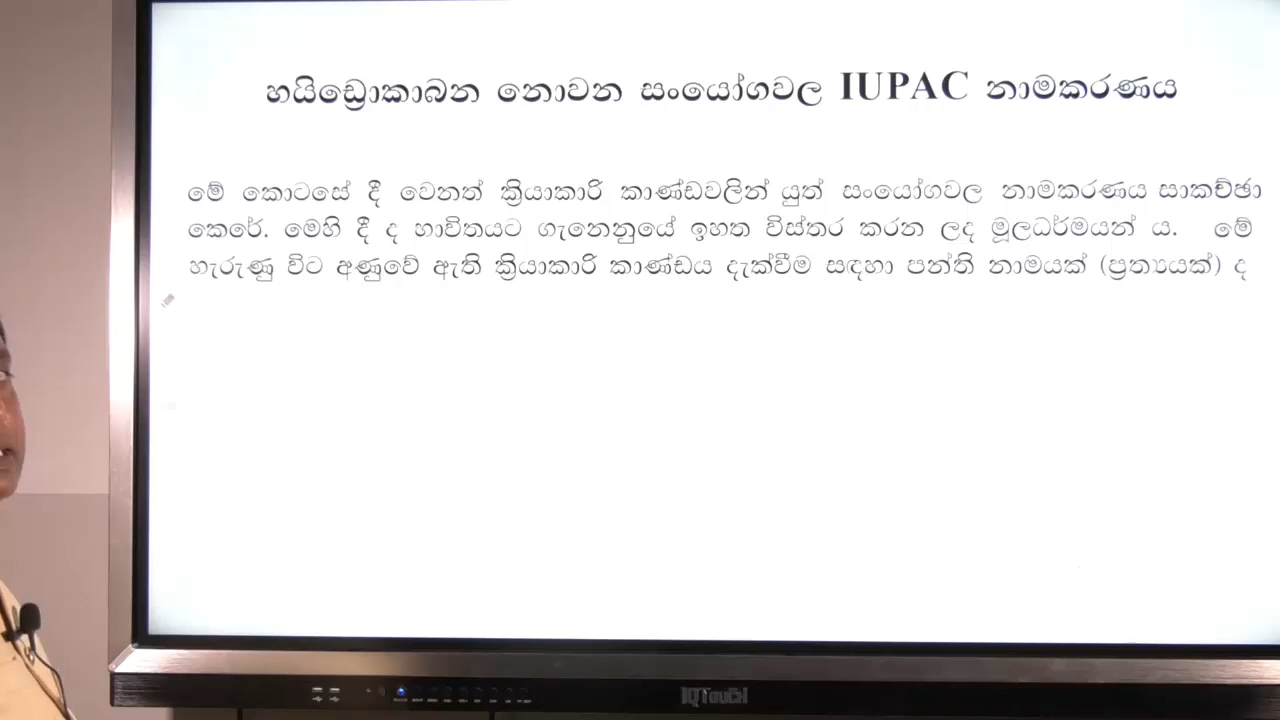 හයිඩ්‍රොකාබන නොවන සංයෝගවල IUPAC නාමකරණය
මේ කොටසේ දී වෙනත් ක්‍රියාකාරි කාණ්ඩවලින් යුත් සංයෝගවල නාමකරණය සාකච්ඡා
කෙරේ. මෙහි දී ද භාවිතයට ගැනෙනුයේ ඉහත විස්තර කරන ලද මූලධර්මයන් ය. මේ
හැරුණු විට අණුවේ ඇති ක්‍රියාකාරි කාණ්ඩය දැක්වීම සඳහා පන්ති නාමයක් (ප්‍රත්‍යයක්) ද
IQTouch